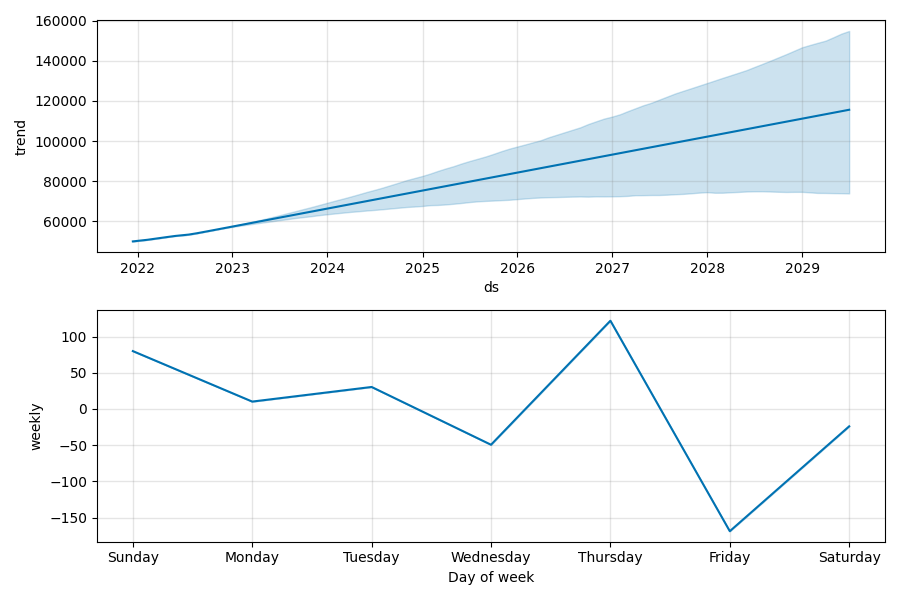 160000
140000
120000
100000
80000
60000
trend
2022 2023 2024 2025 2026 2027 2028 2029
ds
100
50
0
−50
−100
−150
weekly
Sunday Monday Tuesday Wednesday Thursday Friday Saturday
Day of week